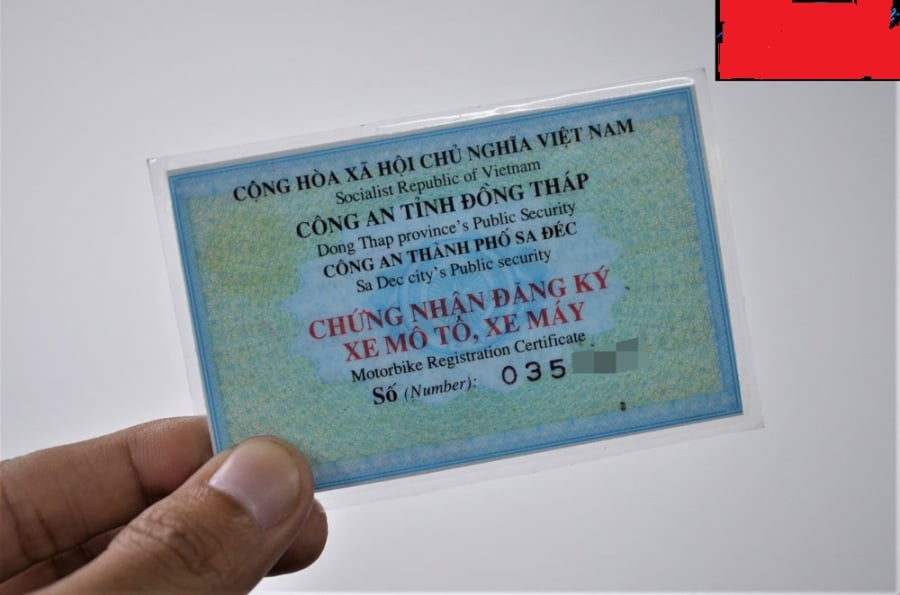 CỘNG HÒA XÃ HỘI CHỦ NGHĨA VIỆT NAM
Socialist Republic of Vietnam
CÔNG AN TỈNH ĐỒNG THÁP
Dong Thap province's Public Security
CÔNG AN THÀNH PHỐ SA ĐÉC
Sa Dec city's Public security
CHỨNG NHẬN ĐĂNG KÝ
XE MÔ TÔ, XE MÁY
Motorbike Registration Certificate
Số (Number): 035